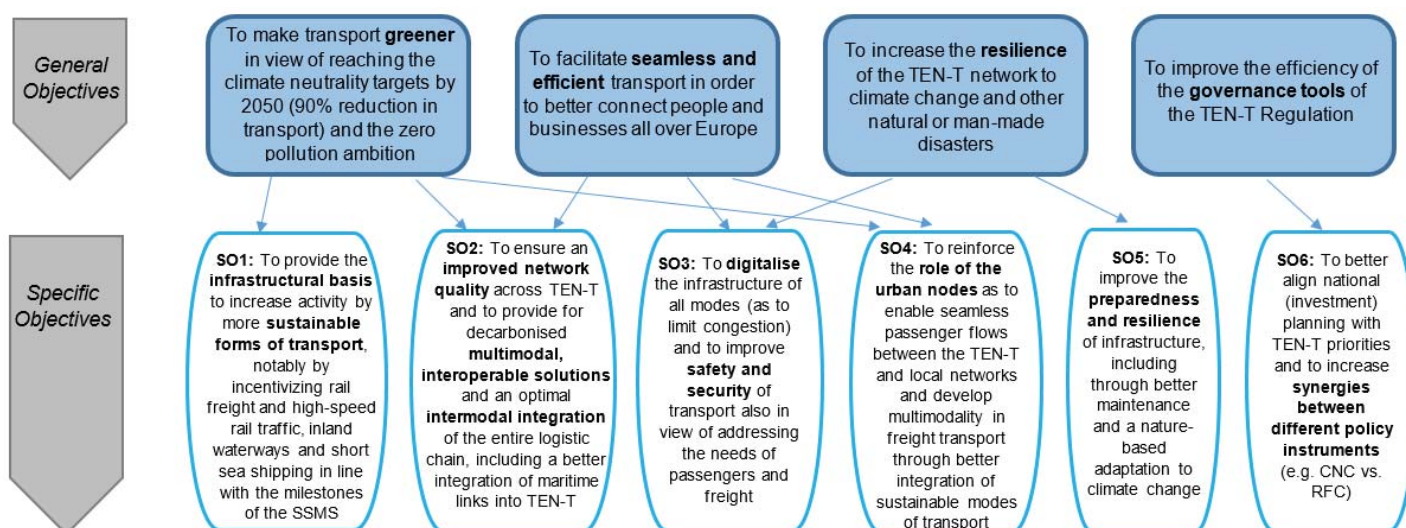 General
Objectives
To make transport greener
in view of reaching the
climate neutrality targets by
2050 (90% reduction in
transport) and the zero
pollution ambition
To facilitate seamless and
efficient transport in order
to better connect people and
businesses all over Europe
To increase the resilience
of the TEN-T network to
climate change and other
natural or man-made
disasters
To improve the efficiency of
the governance tools of
the TEN-T Regulation
Specific
Objectives
SO1: To provide the
infrastructural basis
to increase activity by
more sustainable
forms of transport,
notably by
incentivizing rail
freight and high-speed
rail traffic, inland
waterways and short
sea shipping in line
with the milestones
of the SSMS
SO2: To ensure an
improved network
quality across TEN-T
and to provide for
decarbonised
multimodal,
interoperable solutions
and an optimal
intermodal integration
of the entire logistic
chain, including a better
integration of maritime
links into TEN-T
SO3: To digitalise
the infrastructure of
all modes (as to
limit congestion)
and to improve
safety and
security of
transport also in
view of addressing
the needs of
passengers and
freight
SO4: To reinforce
the role of the
urban nodes as to
enable seamless
passenger flows
between the TEN-T
and local networks
and develop
multimodality in
freight transport
through better
integration of
sustainable modes
of transport
SO5: To
improve the
preparedness
and resilience
of infrastructure,
including
through better
maintenance
and a nature-
based
adaptation to
climate change
SO6: To better
align national
(investment)
planning with
TEN-T priorities
and to increase
synergies
between
different policy
instruments
(e.g. CNC vs.
RFC)